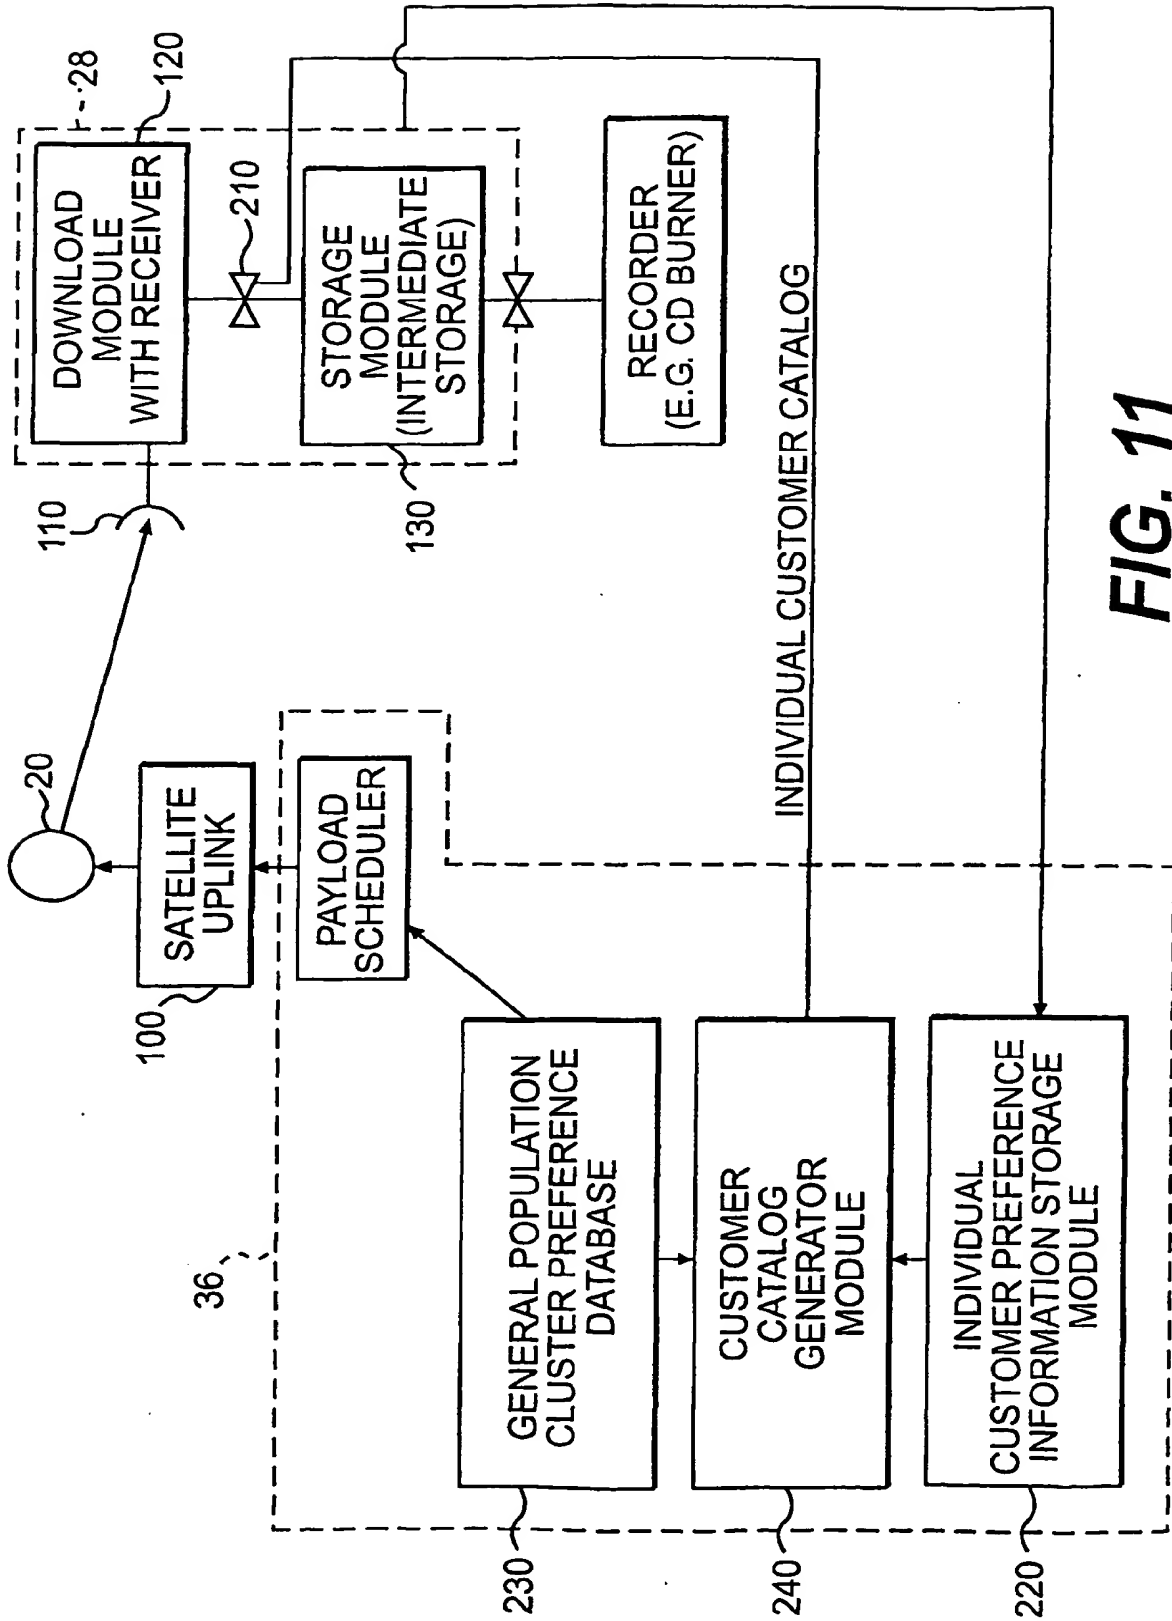 20
SATELLITE
UPLINK
100
PAYLOAD
SCHEDULER
36
GENERAL POPULATION
CLUSTER PREFERENCE
DATABASE
230
CUSTOMER
CATALOG
GENERATOR
MODULE
240
INDIVIDUAL
CUSTOMER PREFERENCE
INFORMATION STORAGE
MODULE
220
110
28
DOWNLOAD
MODULE
WITH RECEIVER
120
210
STORAGE
MODULE
(INTERMEDIATE
STORAGE)
130
RECORDER
(E.G. CD BURNER)
INDIVIDUAL CUSTOMER CATALOG
FIG. 11